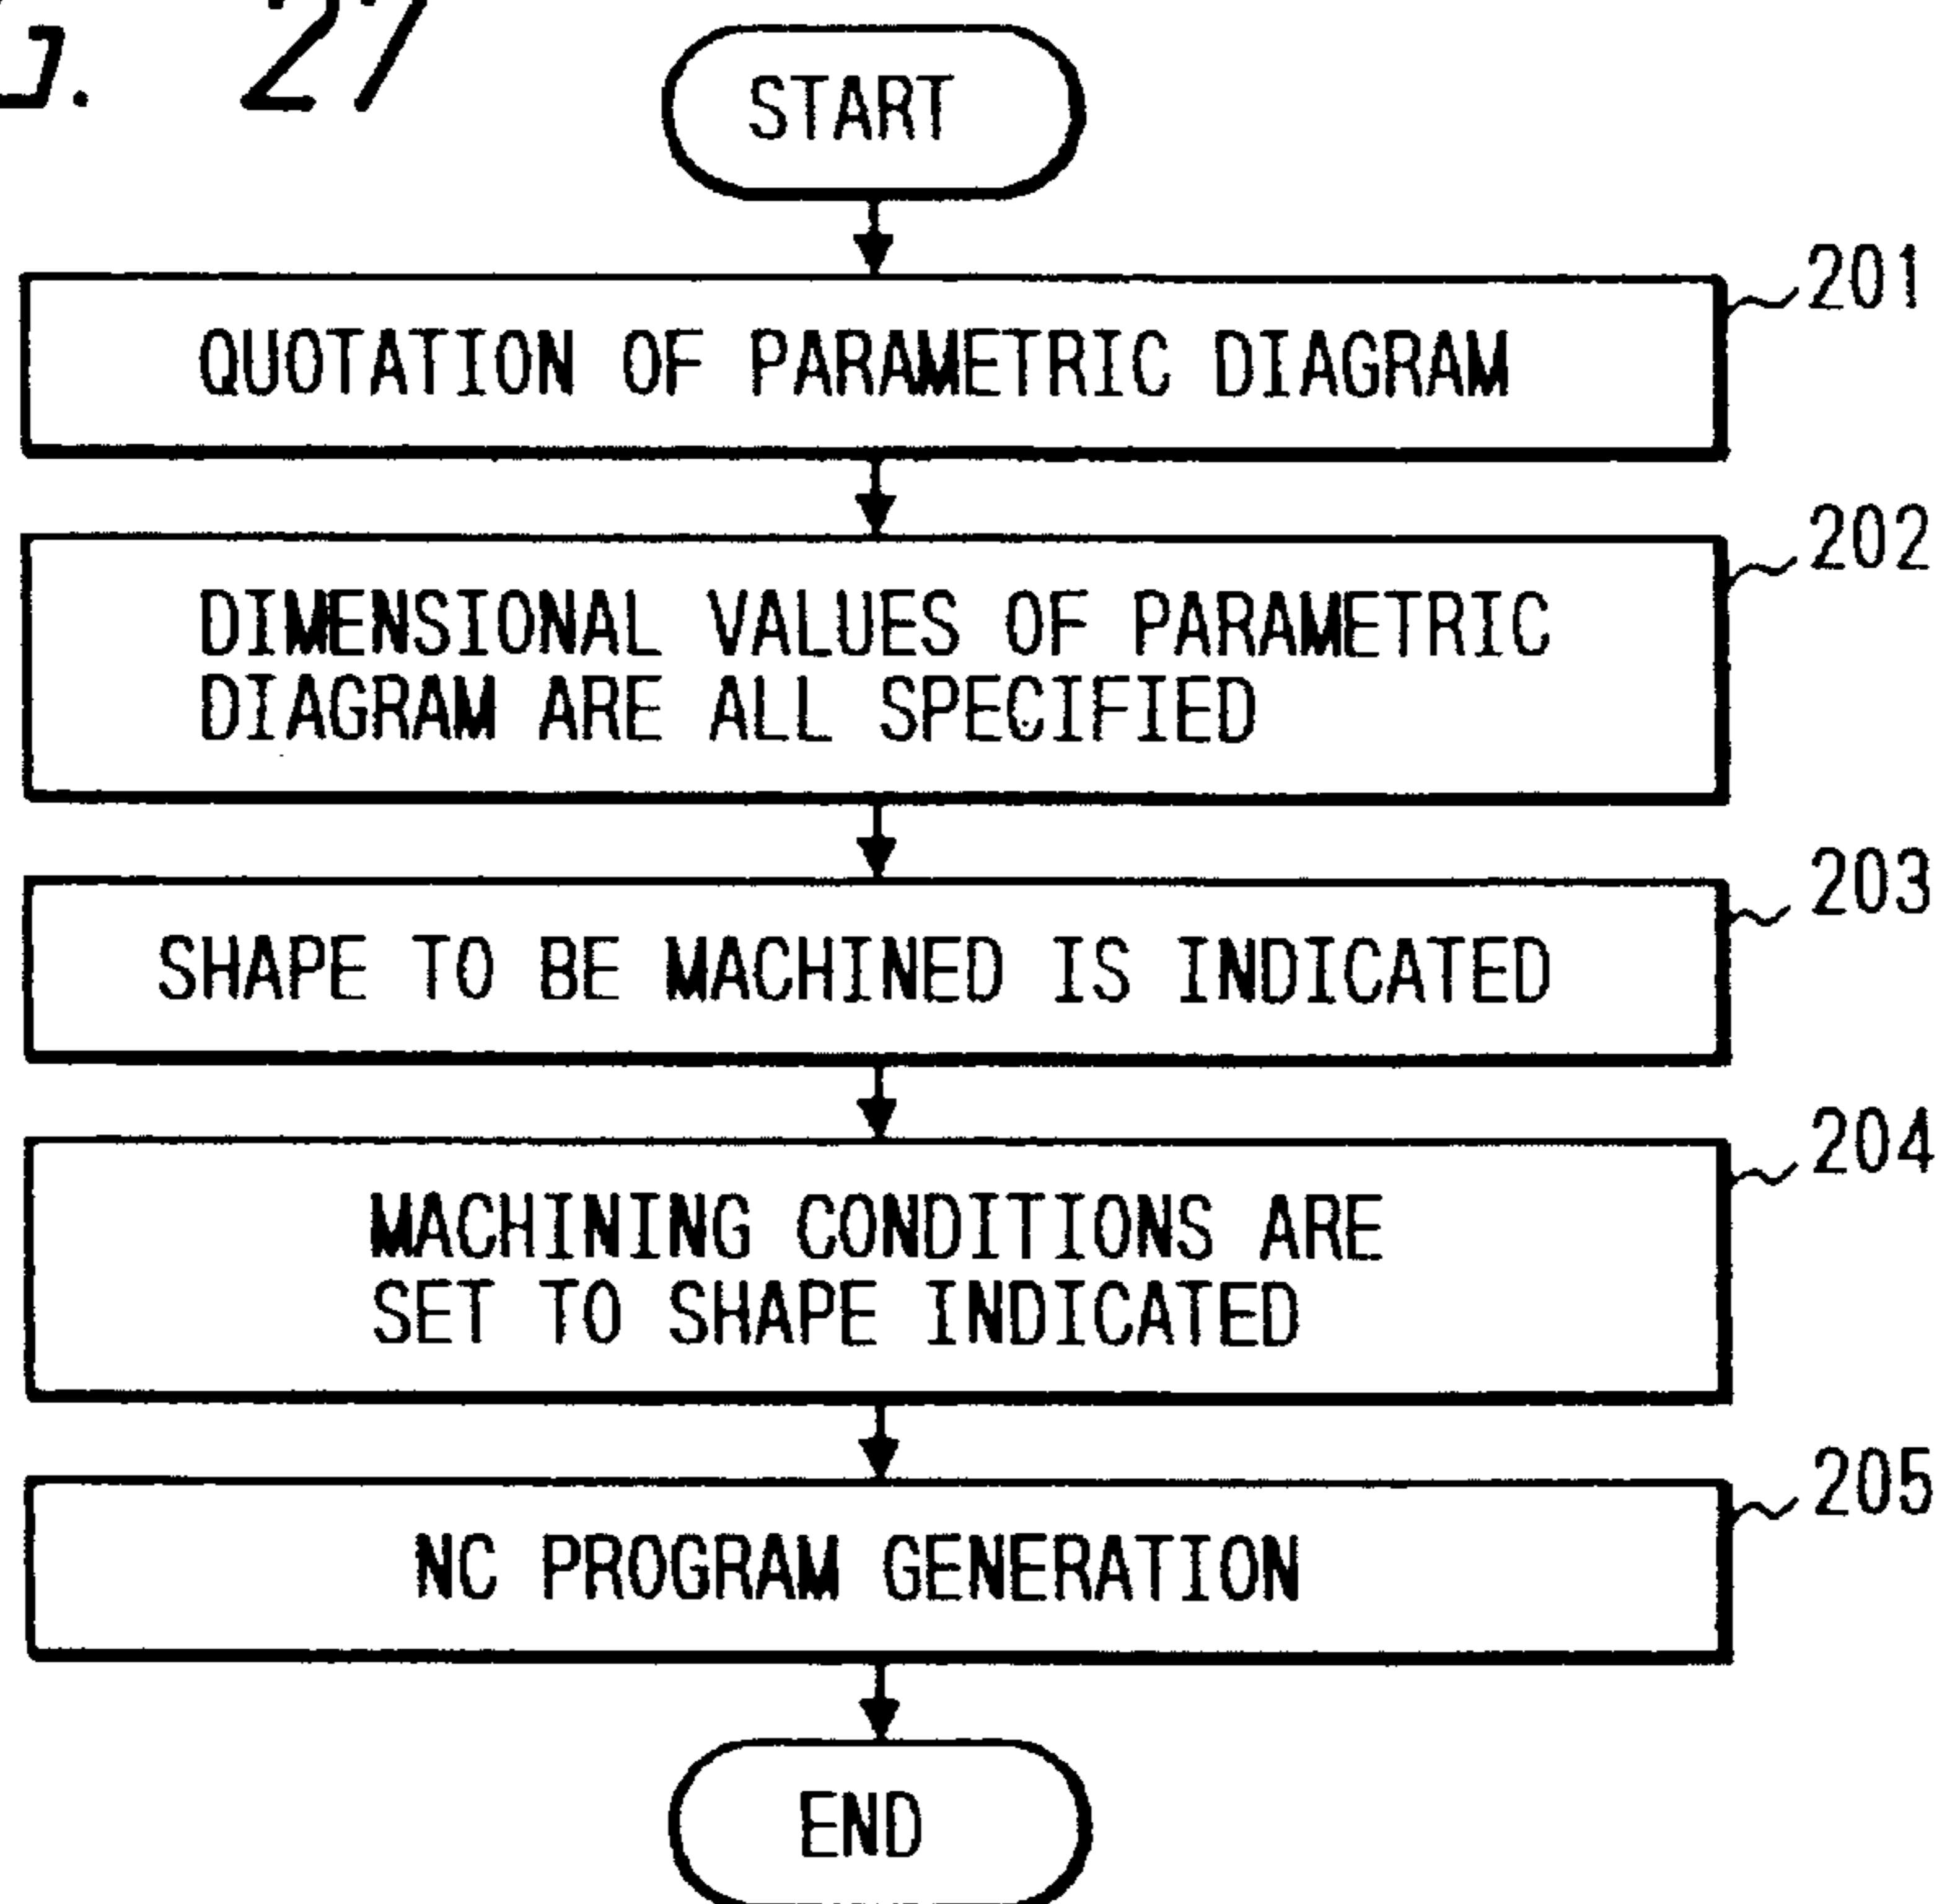 G. 27
START
201
QUOTATION OF PARAMETRIC DIAGRAM
202
DIMENSIONAL VALUES OF PARAMETRIC
DIAGRAM ARE ALL SPECIFIED
203
SHAPE TO BE MACHINED IS INDICATED
204
MACHINING CONDITIONS ARE
SET TO SHAPE INDICATED
205
NC PROGRAM GENERATION
END